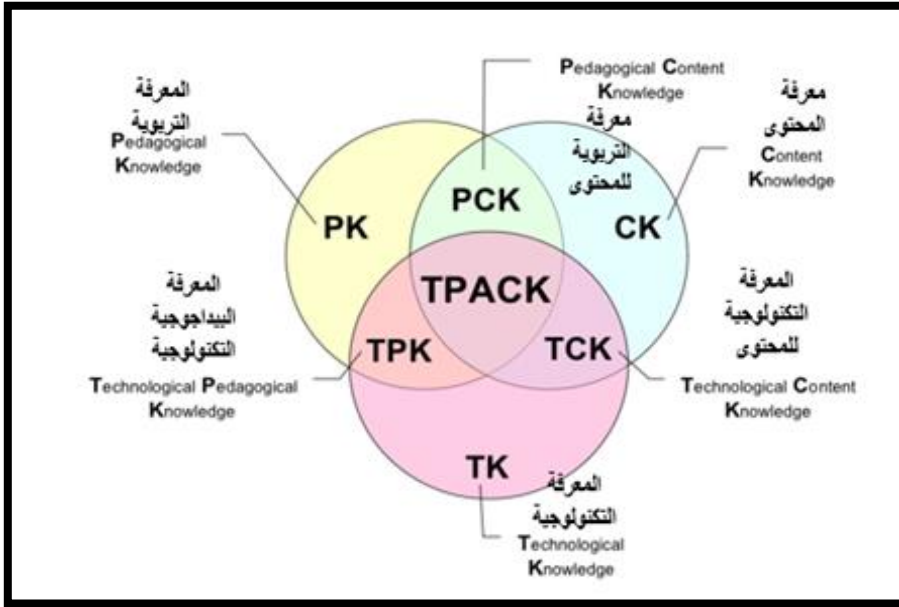 Pedagogical Content
Knowledge
معرفة
التربوية
للمحتوى
المعرفة
التربوية
Pedagogical
Knowledge
معرفة
المحتوى
Content
Knowledge
PCK
PK
CK
TPACK
المعرفة
البيداجوجية
التكنولوجية
Technological Pedagogical
Knowledge
TPK
TCK
المعرفة
التكنولوجية
للمحتوى
Technological Content
Knowledge
TK
المعرفة
التكنولوجية
Technological
Knowledge